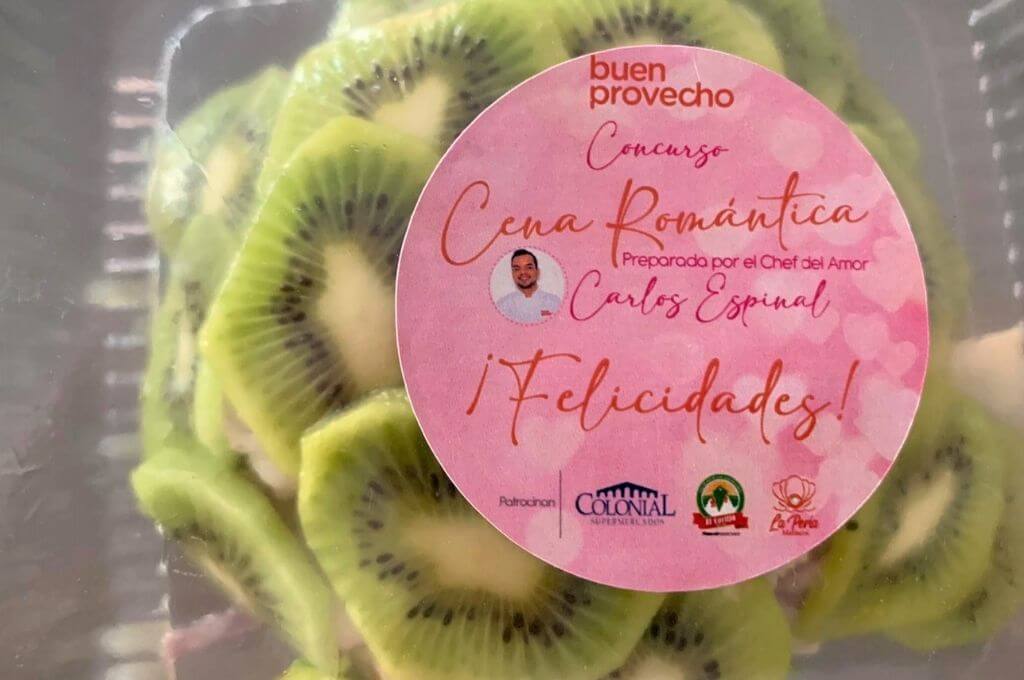 buen
provecho
Concurso
Cena Romántica
Preparada por el Chef del Amor
Carlos Espinal
¡Felicidades!
Patrocinan
COLONIAL
SUPERMERCADOS
La Perla